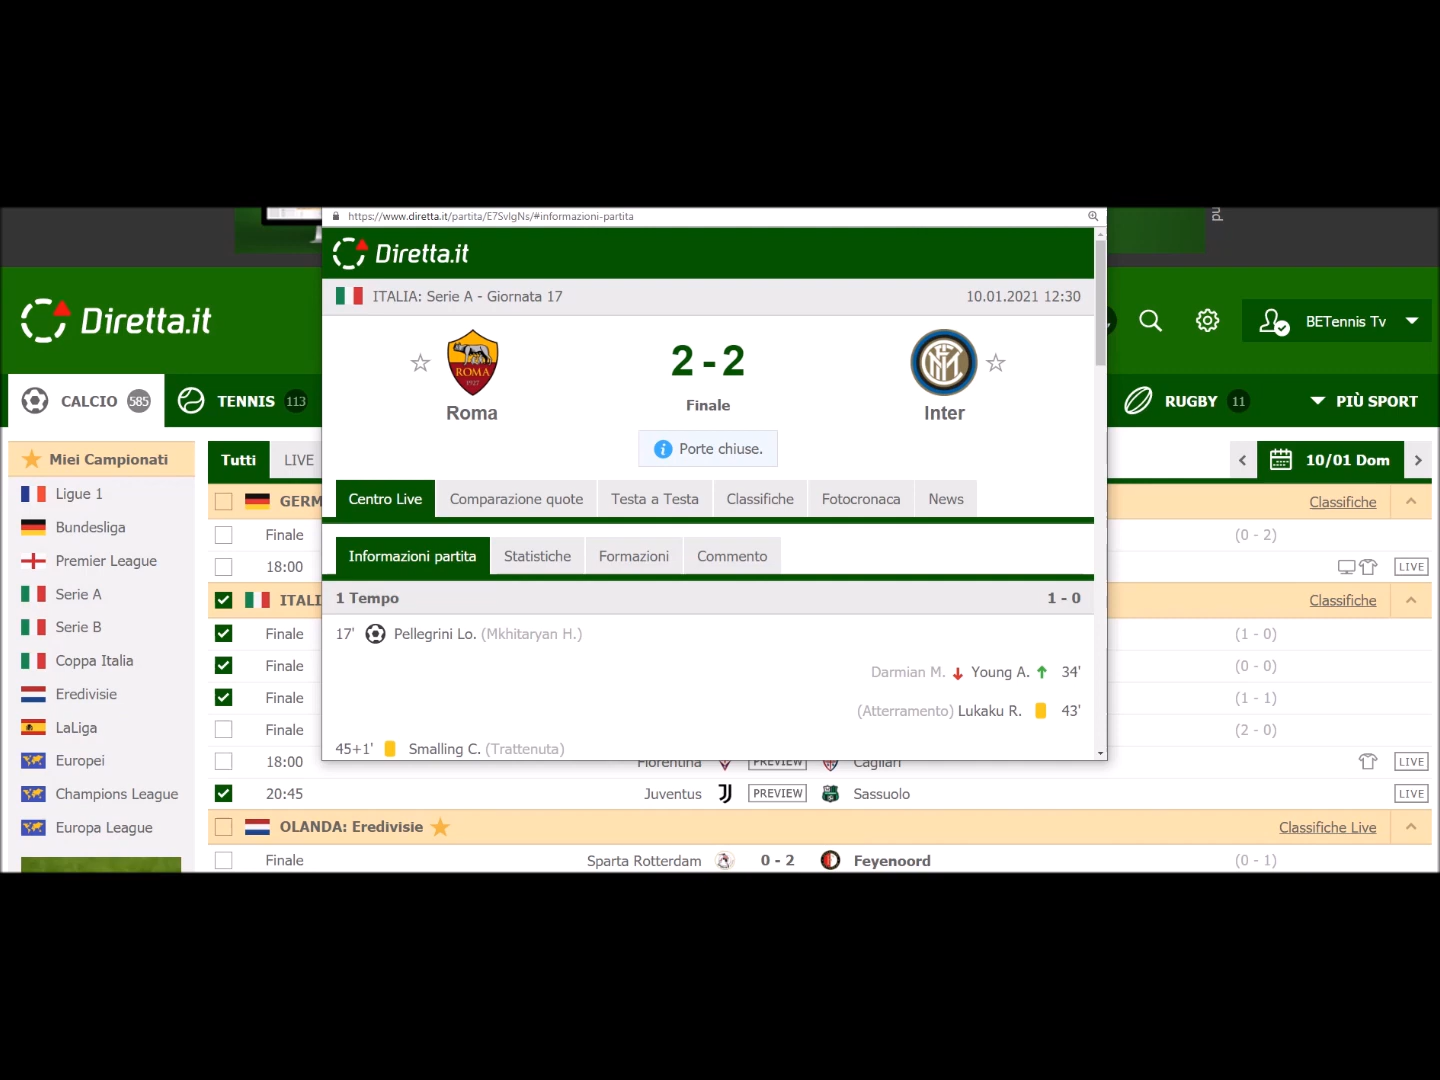 https://www.diretta.it/partita/E7SvlgNs/#informazioni-partita
Diretta.it
ITALIA: Serie A - Giornata 17 10.01.2021 12:30
2 - 2
Roma Finale Inter
ROMA
1927
Porte chiuse.
Centro Live Comparazione quote Testa a Testa Classifiche Fotocronaca News
Informazioni partita Statistiche Formazioni Commento
1 Tempo 1 - 0
17' Pellegrini Lo. (Mkhitaryan H.)
Darmian M. Young A. 34'
(Atterramento) Lukaku R. 43'
45+1' Smalling C. (Trattenuta)
Diretta.it
BETennis Tv
CALCIO 585 TENNIS 113 RUGBY 11 PIÙ SPORT
Miei Campionati
Ligue 1
Bundesliga
Premier League
Serie A
Serie B
Coppa Italia
Eredivisie
LaLiga
Europei
Champions League
Europa League
Tutti LIVE 10/01 Dom
GERM Classifiche
Finale (0 - 2)
18:00 LIVE
ITALI Classifiche
Finale (1 - 0)
Finale (0 - 0)
Finale (1 - 1)
Finale (2 - 0)
18:00 Fiorentina PREVIEW Cagliari LIVE
20:45 Juventus PREVIEW Sassuolo LIVE
OLANDA: Eredivisie Classifiche Live
Finale Sparta Rotterdam 0 - 2 Feyenoord (0 - 1)